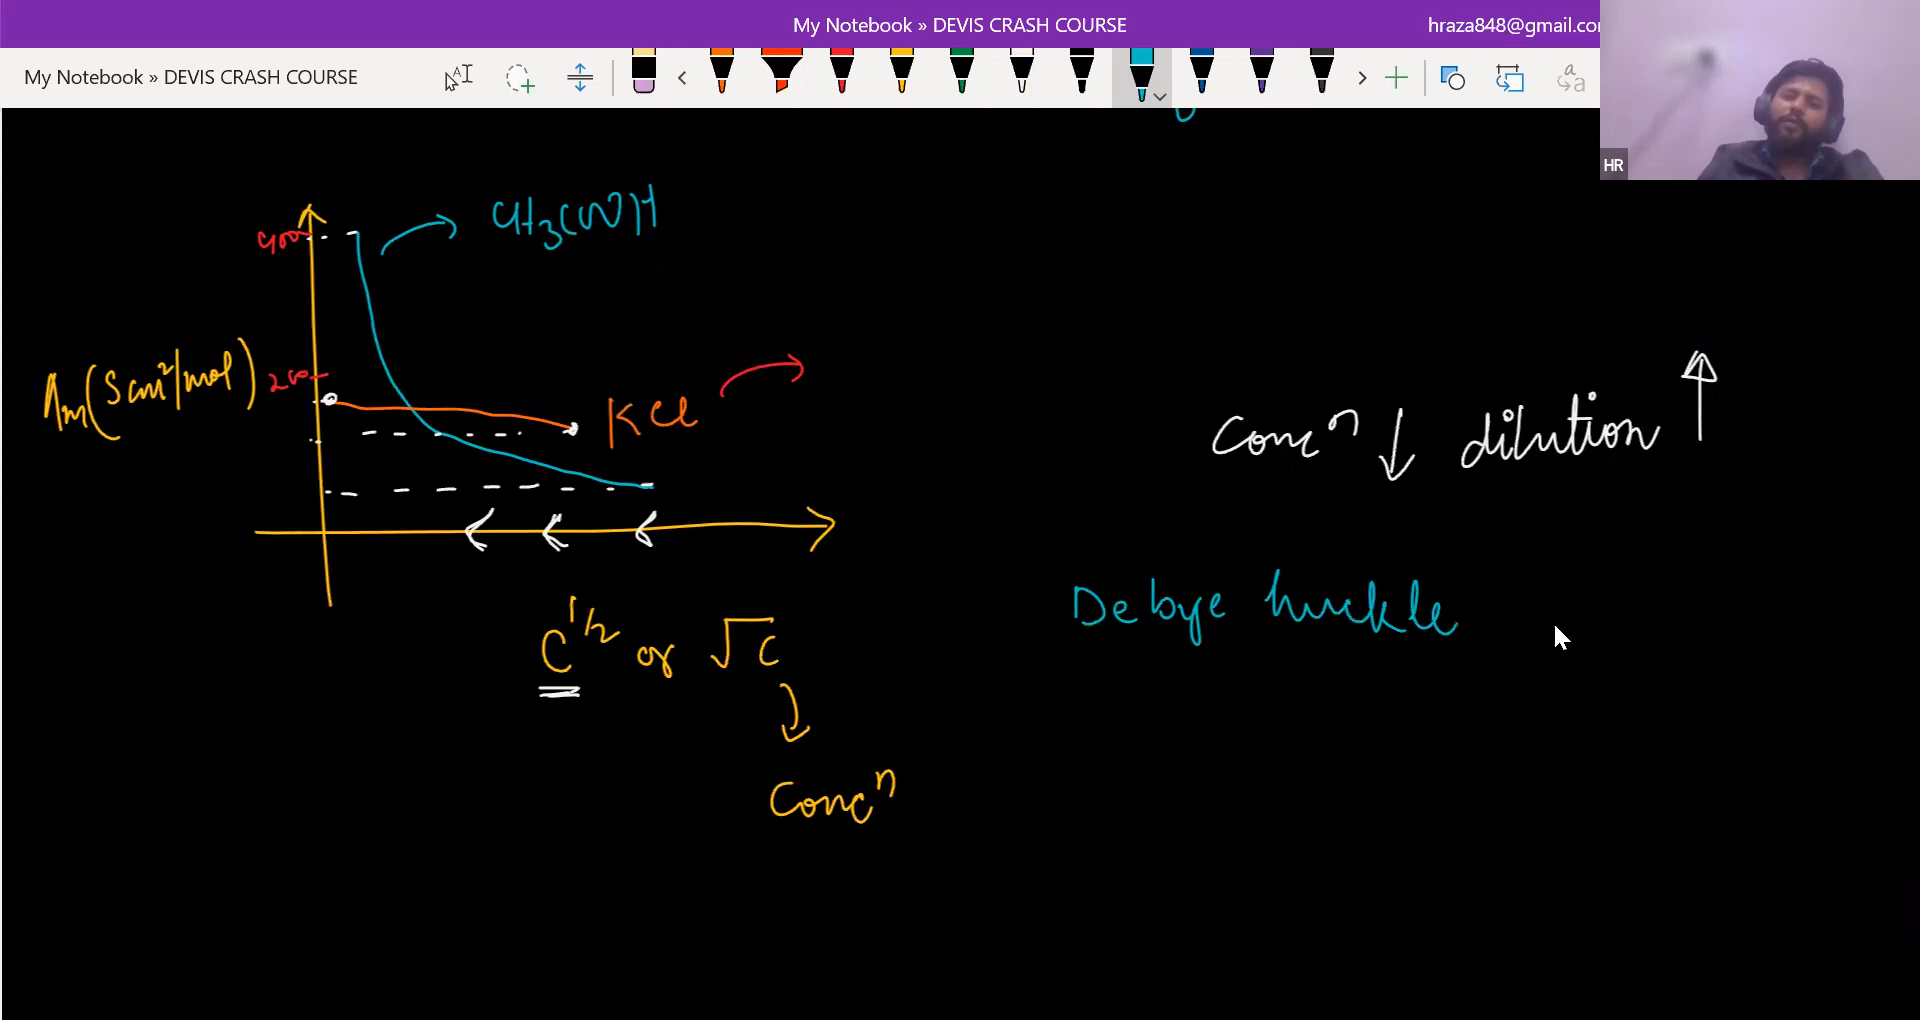 My Notebook » DEVIS CRASH COURSE
hraza848@gmail.co
My Notebook » DEVIS CRASH COURSE
HR
CH3COOH
400
Λm (S cm²/mol)
200
KCl
Concⁿ ↓ dilution ↑
Debye huckle
C^1/2 or √C
Concⁿ